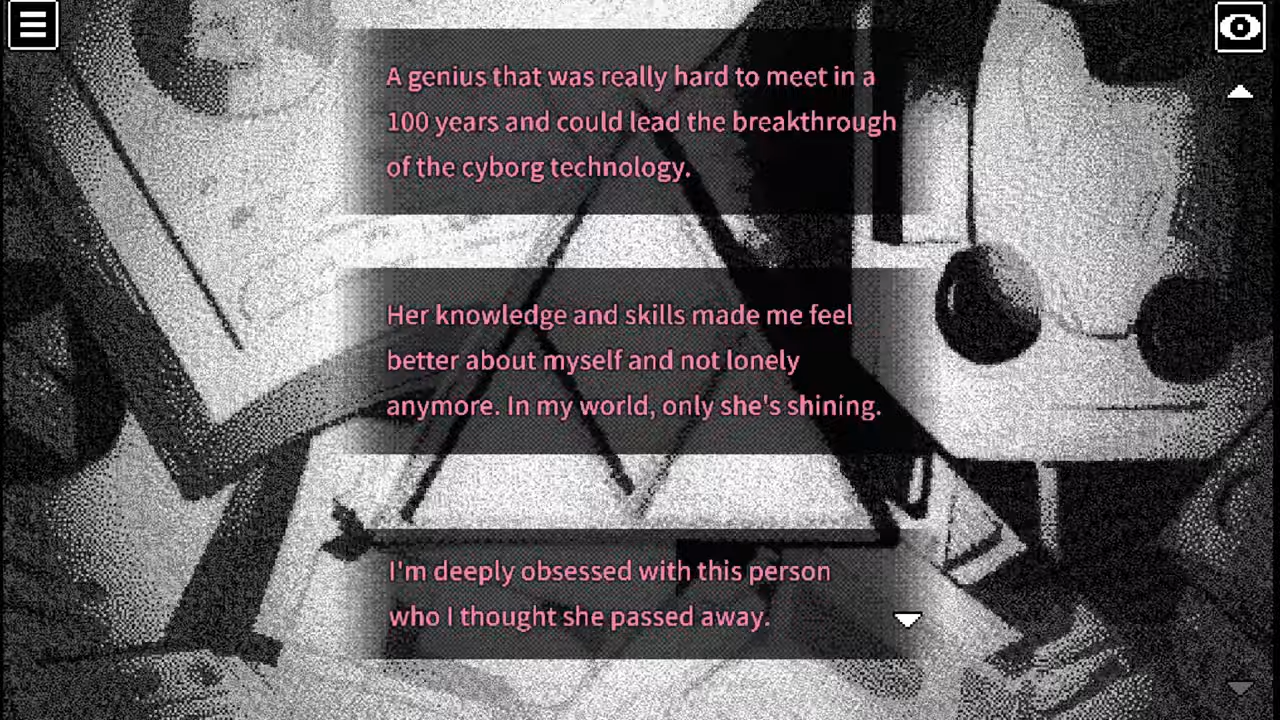 A genius that was really hard to meet in a
100 years and could lead the breakthrough
of the cyborg technology.
Her knowledge and skills made me feel
better about myself and not lonely
anymore. In my world, only she's shining.
I'm deeply obsessed with this person
who I thought she passed away.